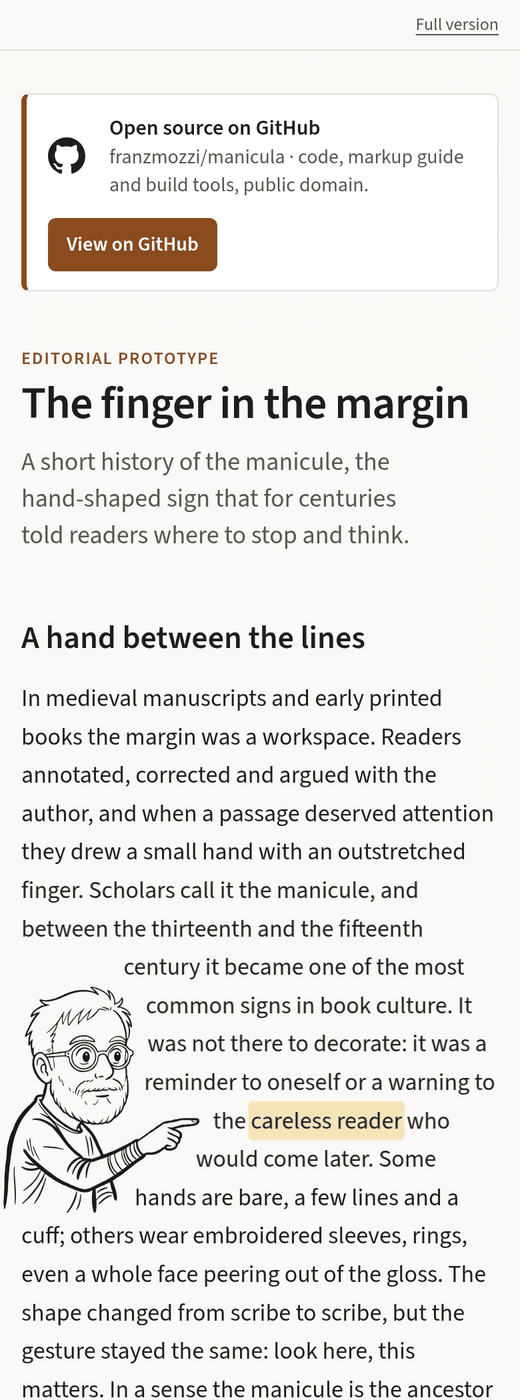 Full version
Open source on GitHub
franzmozzi/manicula · code, markup guide
and build tools, public domain.
View on GitHub
EDITORIAL PROTOTYPE
The finger in the margin
A short history of the manicule, the
hand-shaped sign that for centuries
told readers where to stop and think.
A hand between the lines
In medieval manuscripts and early printed
books the margin was a workspace. Readers
annotated, corrected and argued with the
author, and when a passage deserved attention
they drew a small hand with an outstretched
finger. Scholars call it the manicule, and
between the thirteenth and the fifteenth
century it became one of the most
common signs in book culture. It
was not there to decorate: it was a
reminder to oneself or a warning to
the careless reader who
would come later. Some
hands are bare, a few lines and a
cuff; others wear embroidered sleeves, rings,
even a whole face peering out of the gloss. The
shape changed from scribe to scribe, but the
gesture stayed the same: look here, this
matters. In a sense the manicule is the ancestor